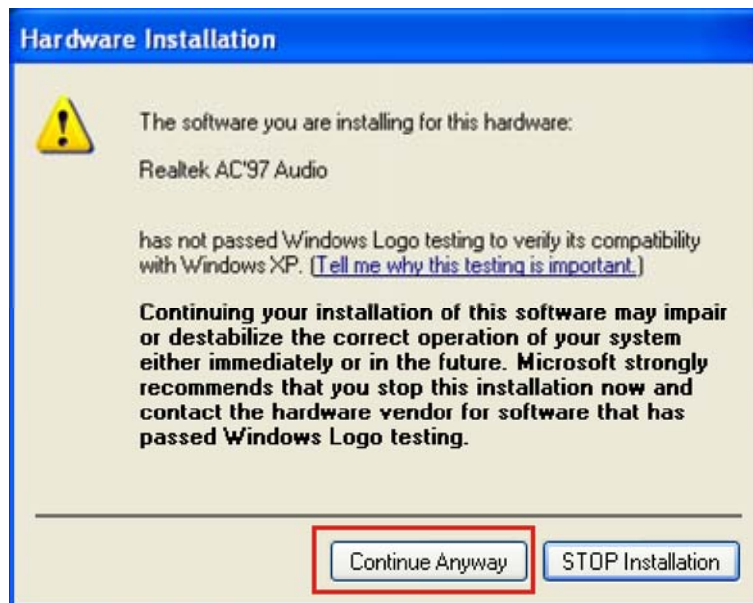 Hardware Installation
The software you are installing for this hardware:
Realtek AC'97 Audio
has not passed Windows Logo testing to verify its compatibility
with Windows XP. (Tell me why this testing is important.)
Continuing your installation of this software may impair
or destabilize the correct operation of your system
either immediately or in the future. Microsoft strongly
recommends that you stop this installation now and
contact the hardware vendor for software that has
passed Windows Logo testing.
Continue Anyway
STOP Installation